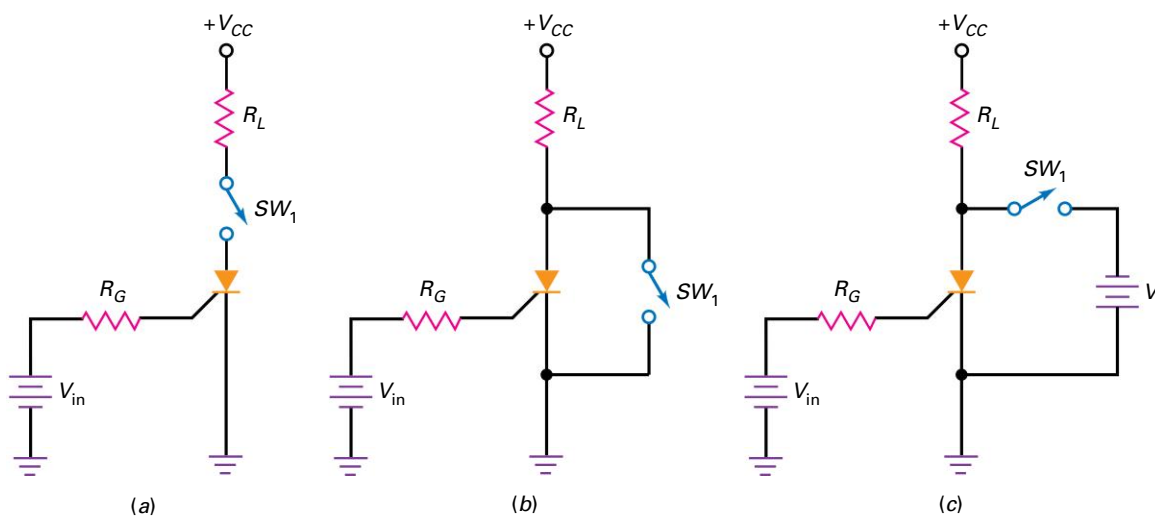 +VCC
RL
SW1
RG
Vin
(a)
+VCC
RL
RG
SW1
Vin
(b)
+VCC
SW1
RL
RG
V
Vin
(c)